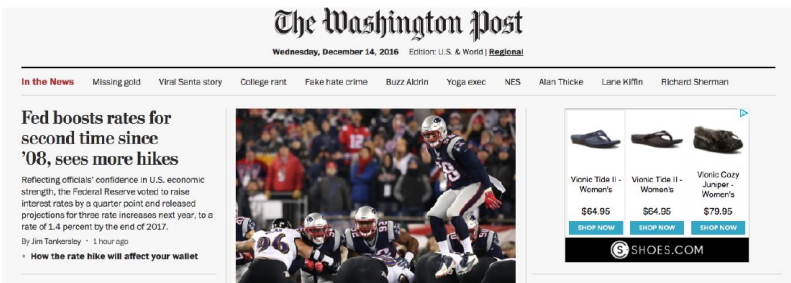 The Washington Post
Wednesday, December 14, 2016 Edition: U.S. & World | Regional
In the News Missing gold Viral Santa story College rant Fake hate crime Buzz Aldrin Yoga exec NES Alan Thicke Lane Kiffin Richard Sherman
Fed boosts rates for
second time since
’08, sees more hikes
Reflecting officials' confidence in U.S. economic
strength, the Federal Reserve voted to raise
interest rates by a quarter point and released
projections for three rate increases next year, to a
rate of 1.4 percent by the end of 2017.
By Jim Tankersley • 1 hour ago
• How the rate hike will affect your wallet
12
96
92
Vionic Tide II -
Women's
$64.95
SHOP NOW
Vionic Tide II -
Women's
$64.95
SHOP NOW
Vionic Cozy
Juniper -
Women's
$79.95
SHOP NOW
S SHOES.COM